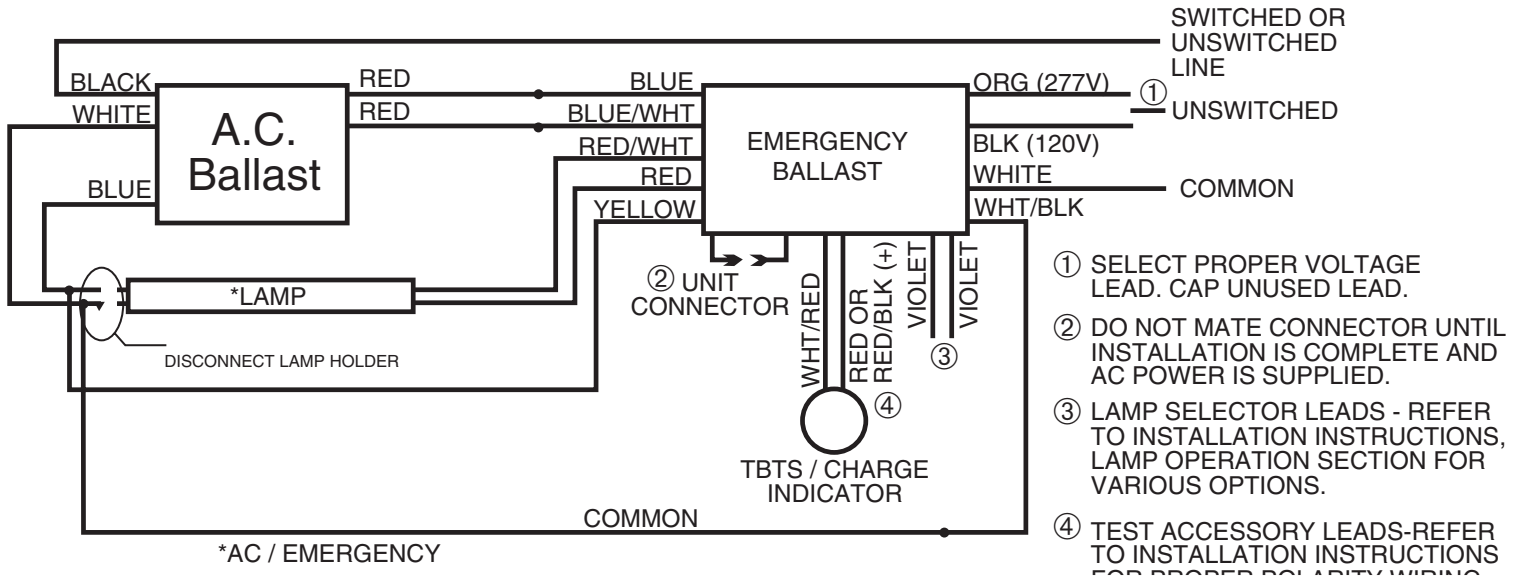 SWITCHED OR
UNSWITCHED
LINE
BLACK
WHITE
BLUE
A.C.
Ballast
RED
RED
BLUE
BLUE/WHT
RED/WHT
RED
YELLOW
EMERGENCY
BALLAST
ORG (277V)
① UNSWITCHED
BLK (120V)
WHITE
COMMON
WHT/BLK
*LAMP
DISCONNECT LAMP HOLDER
② UNIT
CONNECTOR
WHT/RED
RED OR
RED/BLK (+)
VIOLET
VIOLET
③
④
TBTS / CHARGE
INDICATOR
COMMON
*AC / EMERGENCY
① SELECT PROPER VOLTAGE
LEAD. CAP UNUSED LEAD.
② DO NOT MATE CONNECTOR UNTIL
INSTALLATION IS COMPLETE AND
AC POWER IS SUPPLIED.
③ LAMP SELECTOR LEADS - REFER
TO INSTALLATION INSTRUCTIONS,
LAMP OPERATION SECTION FOR
VARIOUS OPTIONS.
④ TEST ACCESSORY LEADS-REFER
TO INSTALLATION INSTRUCTIONS
FOR PROPER POLARITY WIRING